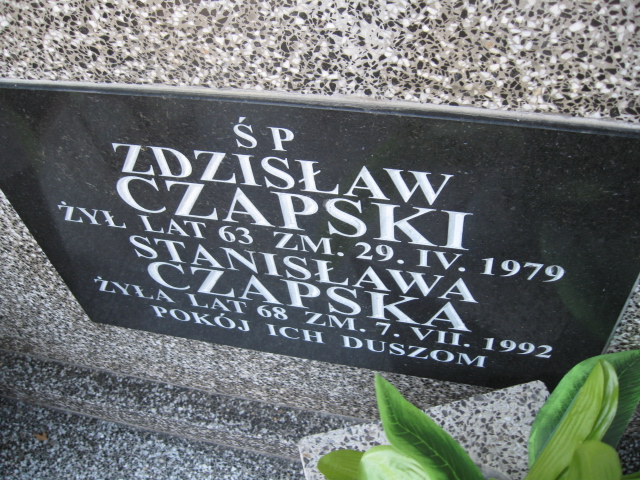 Ś P
ZDZISŁAW
CZAPSKI
ŻYŁ LAT 63 ZM. 29. IV. 1979
STANISŁAWA
CZAPSKA
ŻYŁA LAT 68 ZM. 7. VII. 1992
POKÓJ ICH DUSZOM